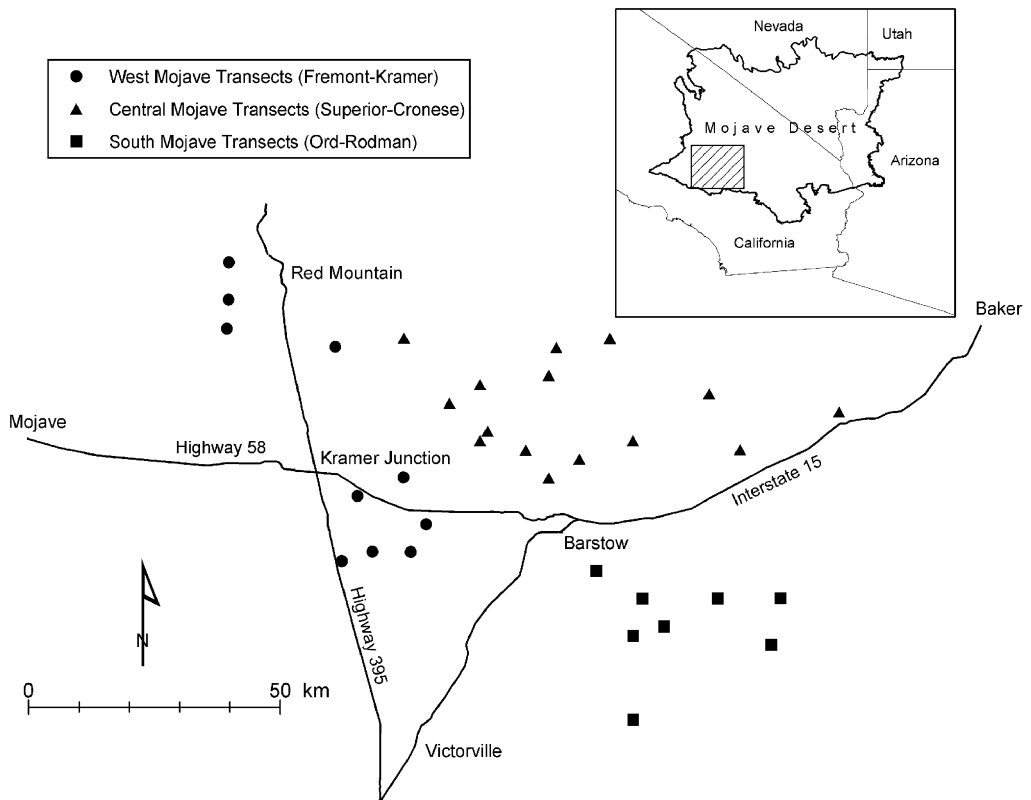 West Mojave Transects (Fremont-Kramer)
Central Mojave Transects (Superior-Cronese)
South Mojave Transects (Ord-Rodman)
Nevada
Utah
Mojave Desert
Arizona
California
Red Mountain
Baker
Mojave
Highway 58
Kramer Junction
Interstate 15
Barstow
Highway 395
N
0 50 km
Victorville